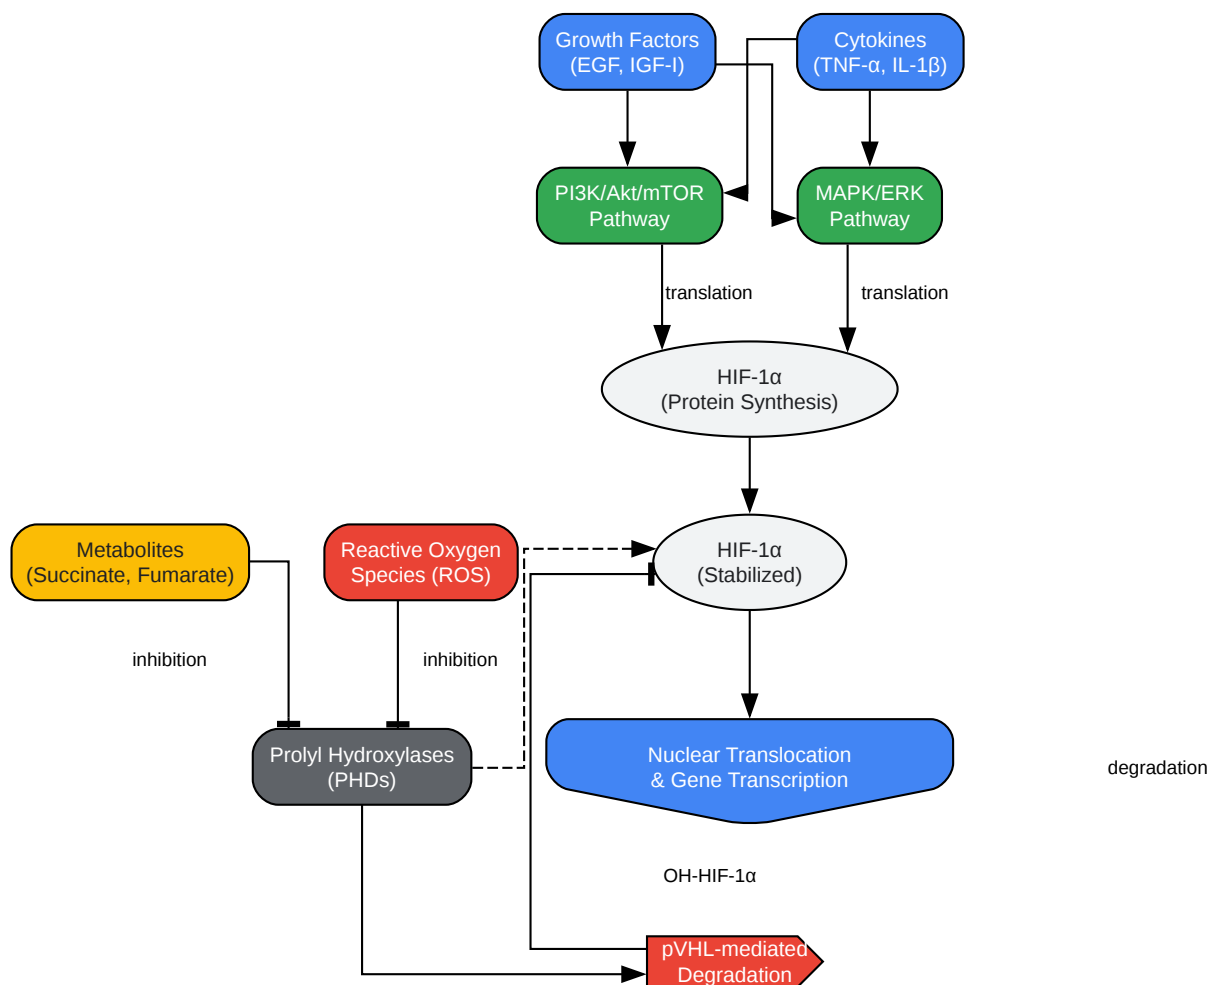 Growth Factors
(EGF, IGF-I)
Cytokines
(TNF-α, IL-1β)
PI3K/Akt/mTOR
Pathway
MAPK/ERK
Pathway
translation
translation
HIF-1α
(Protein Synthesis)
Metabolites
(Succinate, Fumarate)
Reactive Oxygen
Species (ROS)
HIF-1α
(Stabilized)
inhibition
inhibition
Prolyl Hydroxylases
(PHDs)
Nuclear Translocation
& Gene Transcription
degradation
OH-HIF-1α
pVHL-mediated
Degradation